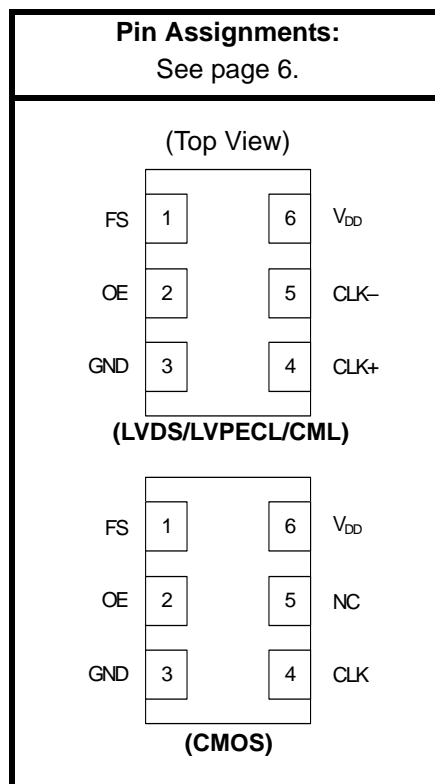 Pin Assignments:
See page 6.
(Top View)
FS 1 6 VDD
OE 2 5 CLK–
GND 3 4 CLK+
(LVDS/LVPECL/CML)
FS 1 6 VDD
OE 2 5 NC
GND 3 4 CLK
(CMOS)